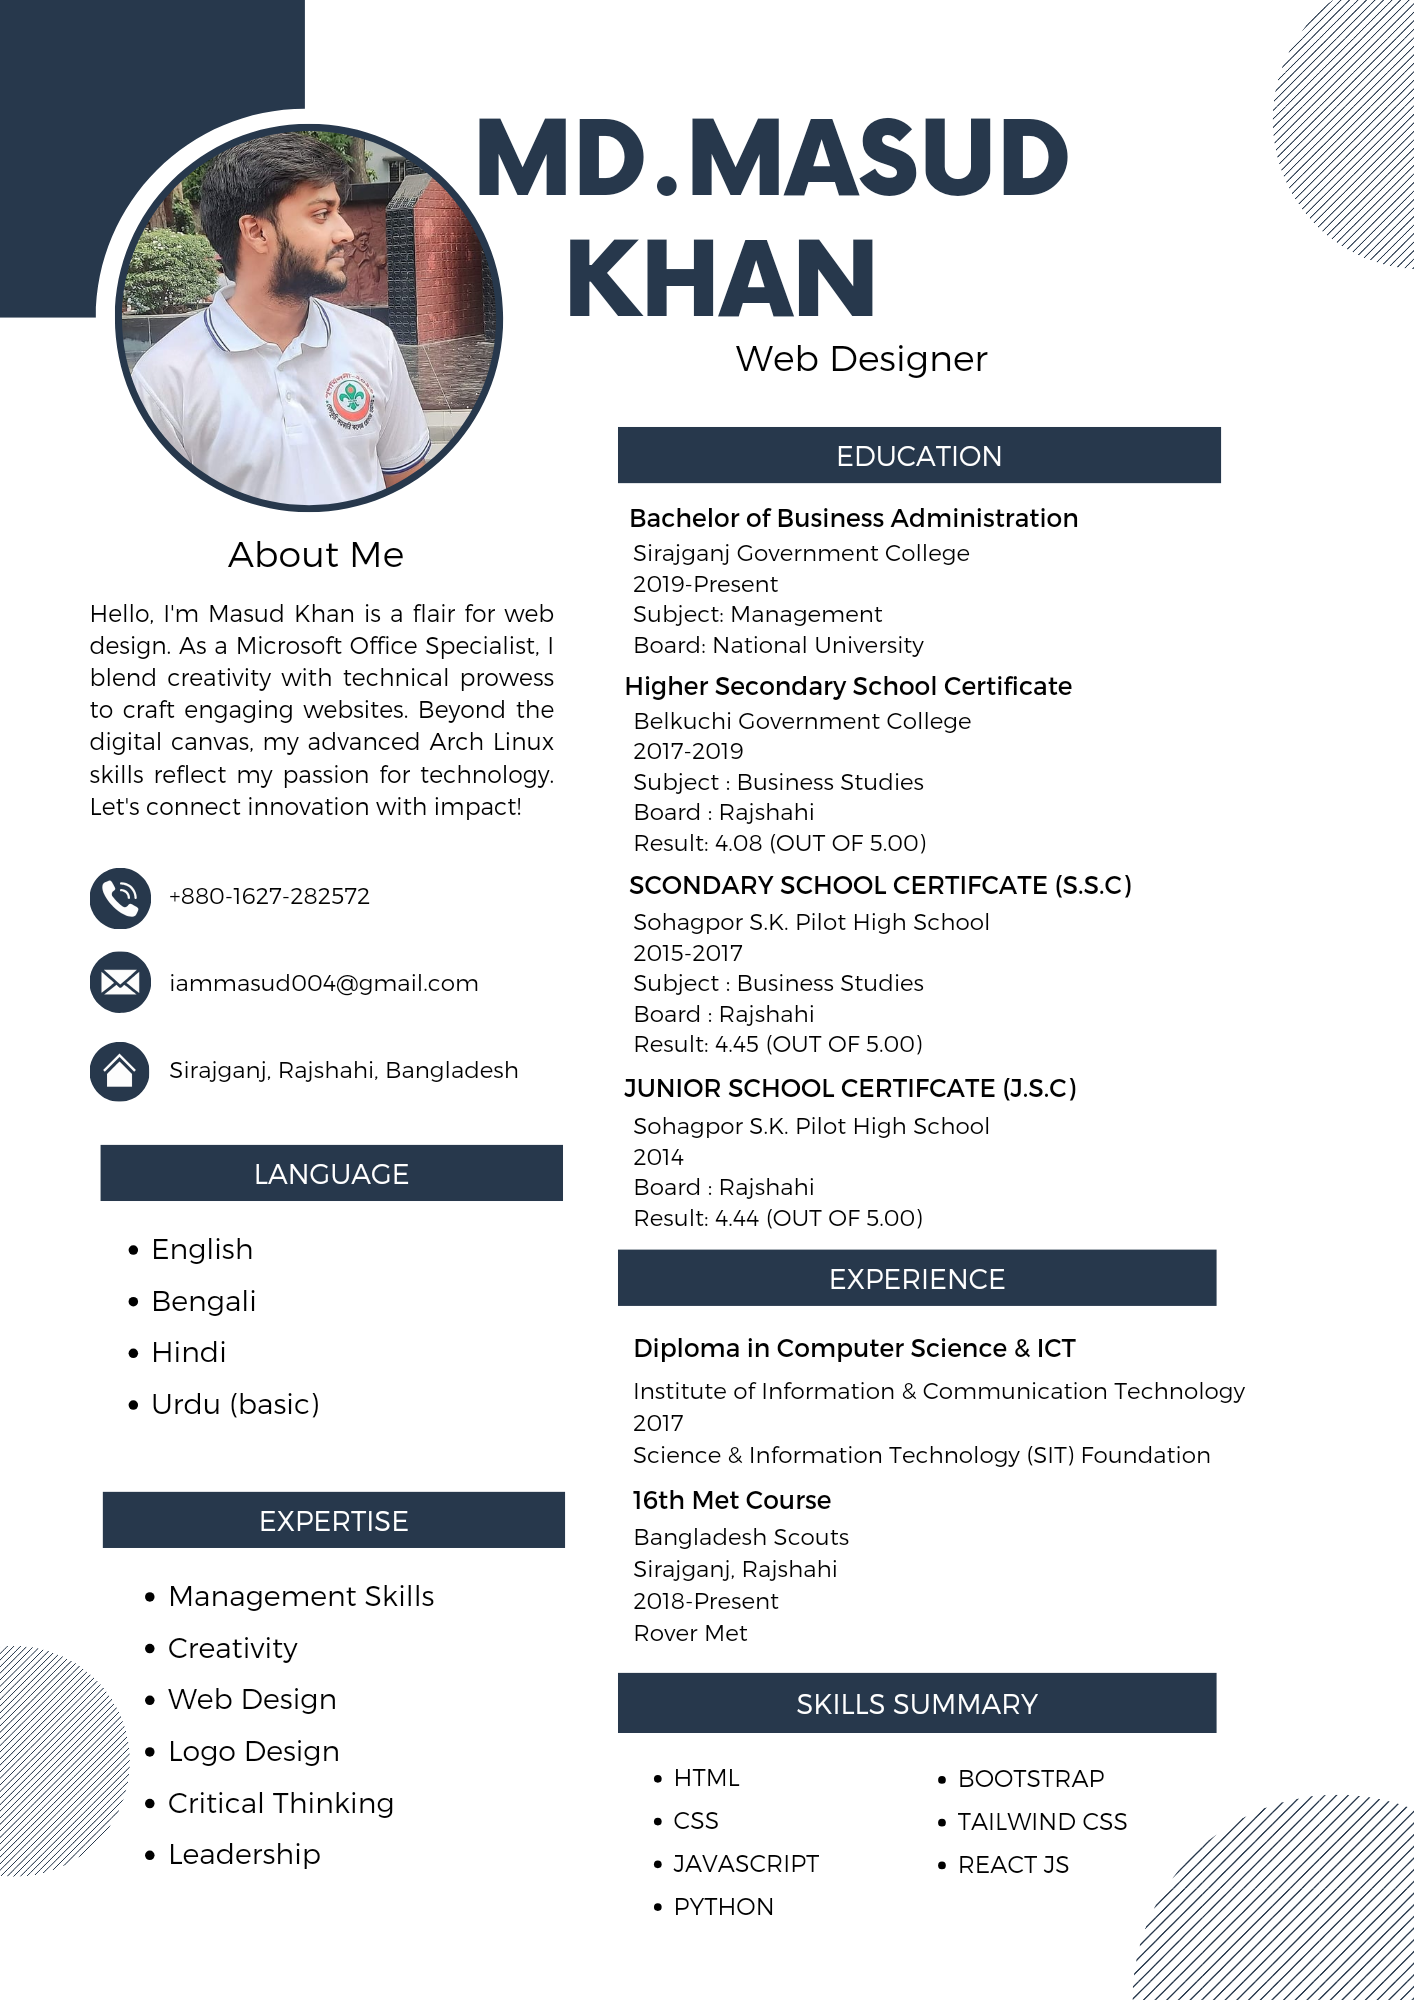 MD.MASUD
KHAN
Web Designer
About Me
Hello, I'm Masud Khan is a flair for web
design. As a Microsoft Office Specialist, I
blend creativity with technical prowess
to craft engaging websites. Beyond the
digital canvas, my advanced Arch Linux
skills reflect my passion for technology.
Let's connect innovation with impact!
+880-1627-282572
iammasud004@gmail.com
Sirajganj, Rajshahi, Bangladesh
LANGUAGE
English
Bengali
Hindi
Urdu (basic)
EXPERTISE
Management Skills
Creativity
Web Design
Logo Design
Critical Thinking
Leadership
EDUCATION
Bachelor of Business Administration
Sirajganj Government College
2019-Present
Subject: Management
Board: National University
Higher Secondary School Certificate
Belkuchi Government College
2017-2019
Subject : Business Studies
Board : Rajshahi
Result: 4.08 (OUT OF 5.00)
SCONDARY SCHOOL CERTIFCATE (S.S.C)
Sohagpor S.K. Pilot High School
2015-2017
Subject : Business Studies
Board : Rajshahi
Result: 4.45 (OUT OF 5.00)
JUNIOR SCHOOL CERTIFCATE (J.S.C)
Sohagpor S.K. Pilot High School
2014
Board : Rajshahi
Result: 4.44 (OUT OF 5.00)
EXPERIENCE
Diploma in Computer Science & ICT
Institute of Information & Communication Technology
2017
Science & Information Technology (SIT) Foundation
16th Met Course
Bangladesh Scouts
Sirajganj, Rajshahi
2018-Present
Rover Met
SKILLS SUMMARY
HTML
CSS
JAVASCRIPT
PYTHON
BOOTSTRAP
TAILWIND CSS
REACT JS